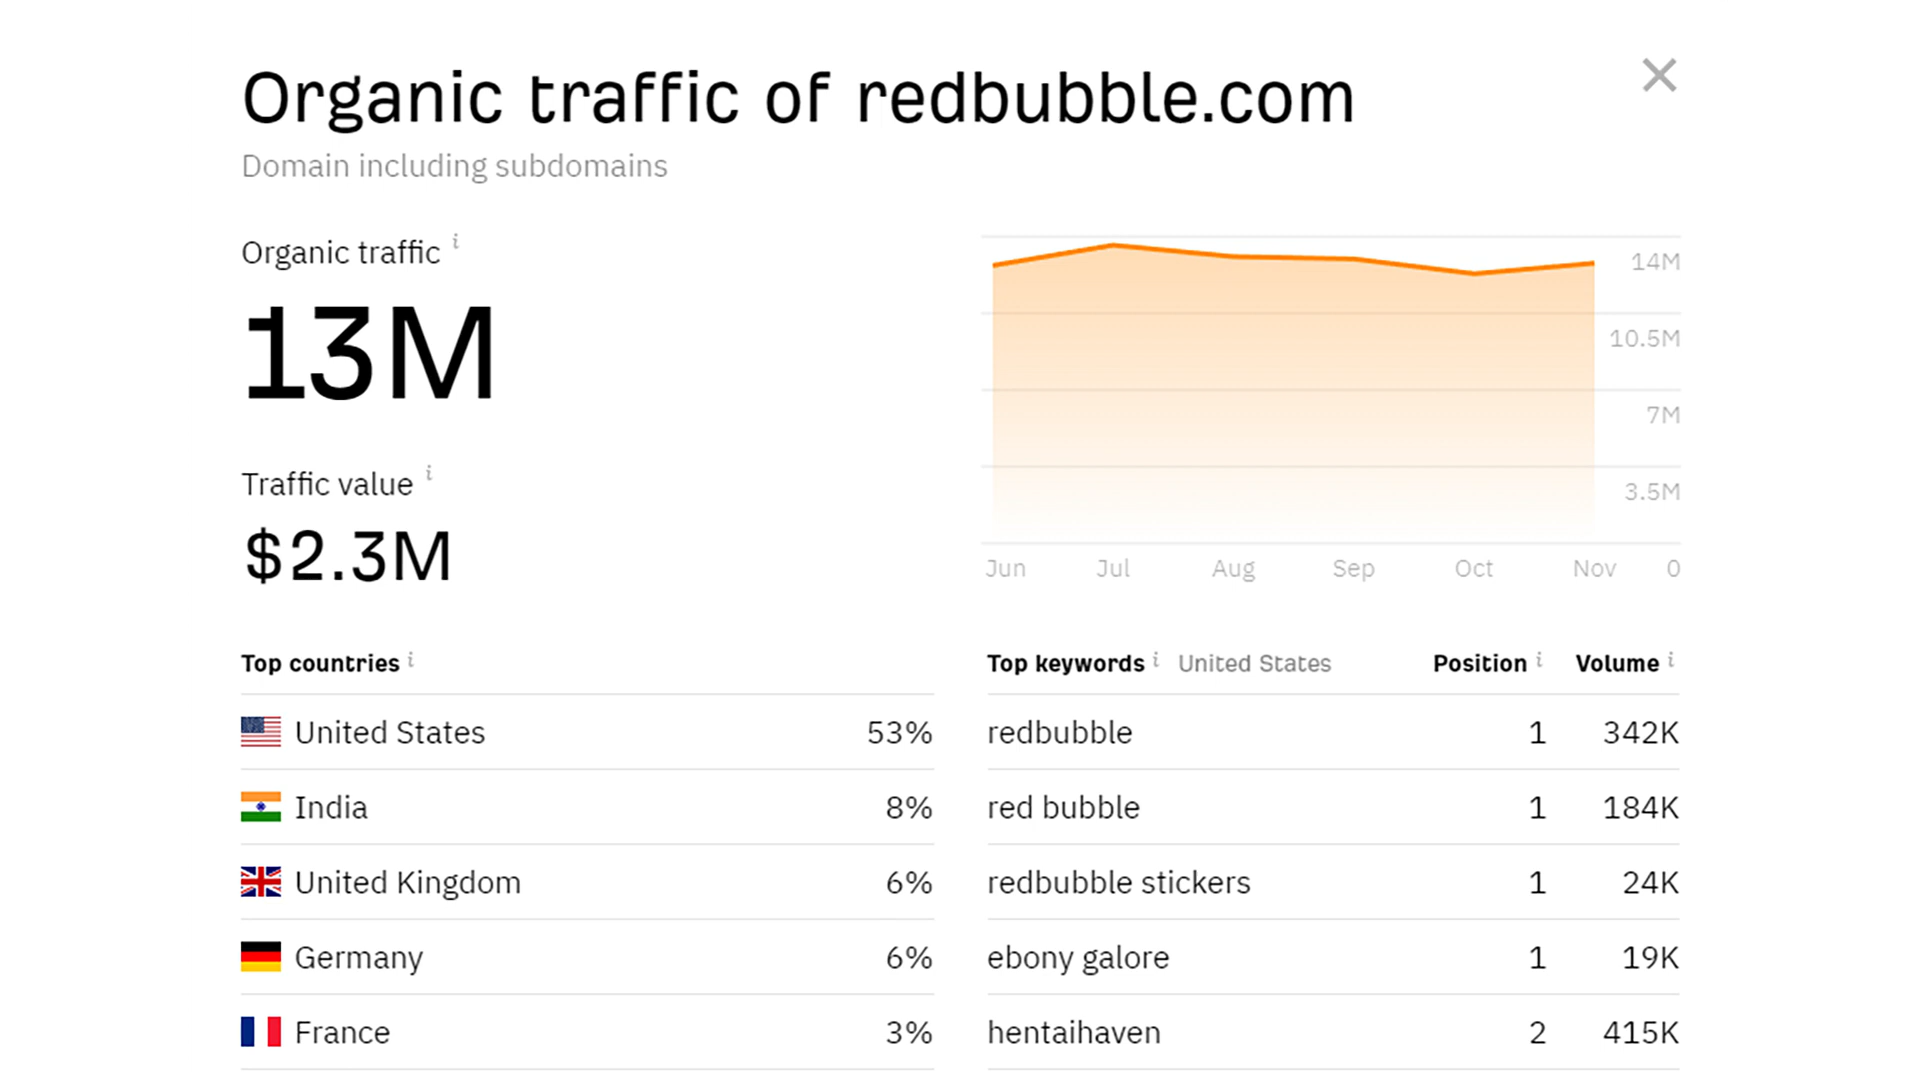 Organic traffic of redbubble.com
Domain including subdomains
Organic traffic i
13M
Traffic value i
$2.3M
14M
10.5M
7M
3.5M
Jun Jul Aug Sep Oct Nov 0
Top countries i
United States 53%
India 8%
United Kingdom 6%
Germany 6%
France 3%
Top keywords i United States Position i Volume i
redbubble 1 342K
red bubble 1 184K
redbubble stickers 1 24K
ebony galore 1 19K
hentaihaven 2 415K